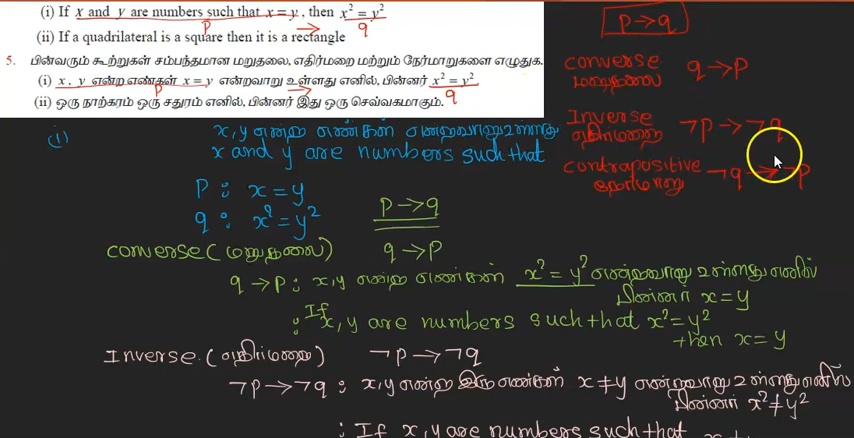 (i) If x and y are numbers such that x = y, then x² = y²
p q
(ii) If a quadrilateral is a square then it is a rectangle
5. பின்வரும் கூற்றுகள் சம்பந்தமான மறுதலை, எதிர்மறை மற்றும் நேர்மாறுகளை எழுதுக.
(i) x, y என்ற எண்கள் x = y என்றவாறு உள்ளது எனில், பின்னர் x² = y²
p q
(ii) ஒரு நாற்கரம் ஒரு சதுரம் எனில், பின்னர் இது ஒரு செவ்வகமாகும்.
P → q
converse q → P
மறுதலை
Inverse ¬P → ¬q
எதிர்மறை
contrapositive ¬q → ¬P
நேர்மாறு
(i) x, y என்ற எண்கள் என்றவாறு உள்ளது
x and y are numbers such that
P : x = y
q : x² = y²
P → q
converse (மறுதலை) q → P
q → P : x, y என்ற எண்கள் x² = y² என்றவாறு உள்ளது எனில்
பின்னர் x = y
: If x, y are numbers such that x² = y²
then x = y
Inverse (எதிர்மறை) ¬P → ¬q
¬P → ¬q : x, y என்ற இரு எண்கள் x ≠ y என்றவாறு உள்ளது எனில்
பின்னர் x² ≠ y²
: If x, y are numbers such that